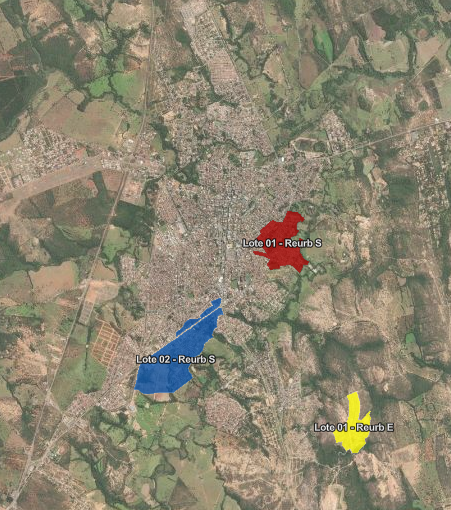 Lote 01 - Reurb S
Lote 02 - Reurb S
Lote 01 - Reurb E